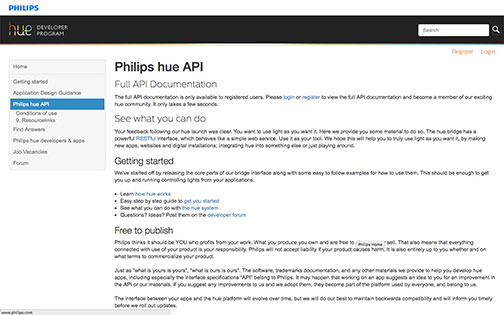 PHILIPS
hue DEVELOPER PROGRAM
Search
Register Login
Home
Getting started
Application Design Guidance
Philips hue API
Conditions of use
9. Resourcelinks
Find Answers
Philips hue developers & apps
Job Vacancies
Forum
Philips hue API
Full API Documentation
The full API documentation is only available to registered users. Please login or register to view the full API documentation and become a member of our exciting
hue community. It only takes a few seconds.
See what you can do
Your feedback following our hue launch was clear. You want to use light as you want it. Here we provide you some material to do so. The hue bridge has a
powerful RESTful interface, which behaves like a simple web service. Use it as your tool. We hope this will help you to truly use light as you want it, by making
new apps, websites and digital installations; integrating hue into something else or just playing around.
Getting started
We've started off by releasing the core parts of our bridge interface along with some easy to follow examples for how to use them. This should be enough to get
you up and running controlling lights from your applications.
• Learn how hue works
• Easy step by step guide to get you started
• See what you can do with the hue system
• Questions? Ideas? Post them on the developer forum
Free to publish
Philips thinks it should be YOU who profits from your work. What you produce you own and are free to Philips Home sell. That also means that everything
connected with use of your product is your responsibility. Philips will not accept liability if your product causes harm. It is also entirely up to you whether and on
what terms to commercialize your product.
Just as "what is yours is yours", "what is ours is ours". The software, trademarks documentation, and any other materials we provide to help you develop hue
apps, including especially the interface specifications "API" belong to Philips. It may happen working on an app suggests an idea to you for an improvement in
the API or our materials. If you suggest any improvements to us and we adopt them, they become part of the platform used by everyone, and belong to us.
The interface between your apps and the hue platform will evolve over time, but we will do our best to maintain backwards compatibility and will inform you timely
before we roll out updates.
www.philips.com